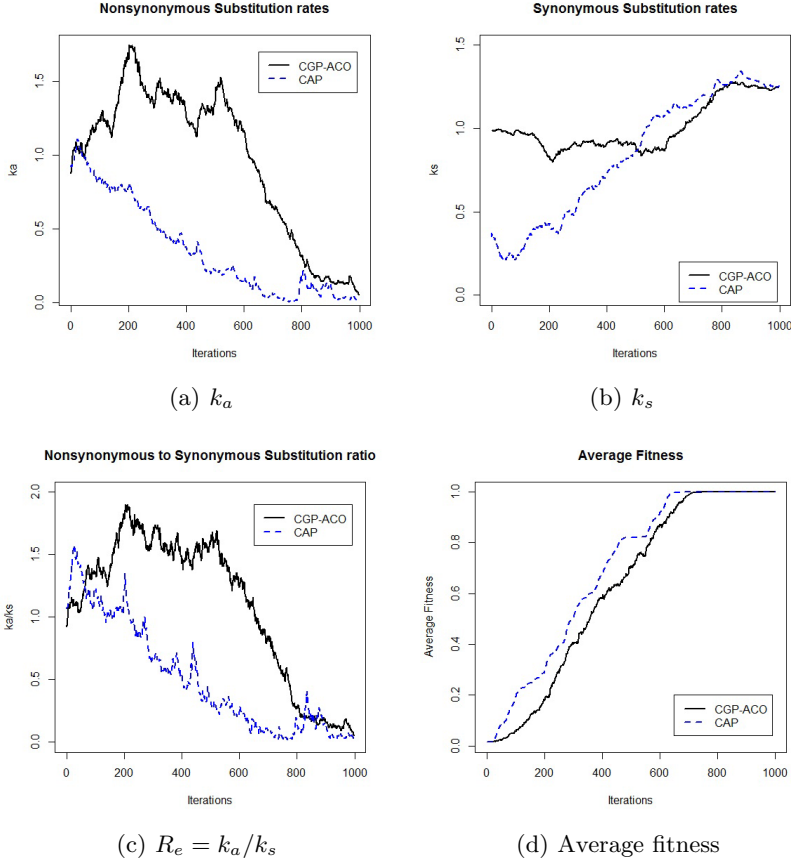 Nonsynonymous Substitution rates
ka
0.0 0.5 1.0 1.5
CGP-ACO
CAP
0 200 400 600 800 1000
Iterations
(a) k_a
Synonymous Substitution rates
ks
0.0 0.5 1.0 1.5
CGP-ACO
CAP
0 200 400 600 800 1000
Iterations
(b) k_s
Nonsynonymous to Synonymous Substitution ratio
ka/ks
0.0 0.5 1.0 1.5 2.0
CGP-ACO
CAP
0 200 400 600 800 1000
Iterations
(c) R_e = k_a/k_s
Average Fitness
Average Fitness
0.0 0.2 0.4 0.6 0.8 1.0
CGP-ACO
CAP
0 200 400 600 800 1000
Iterations
(d) Average fitness